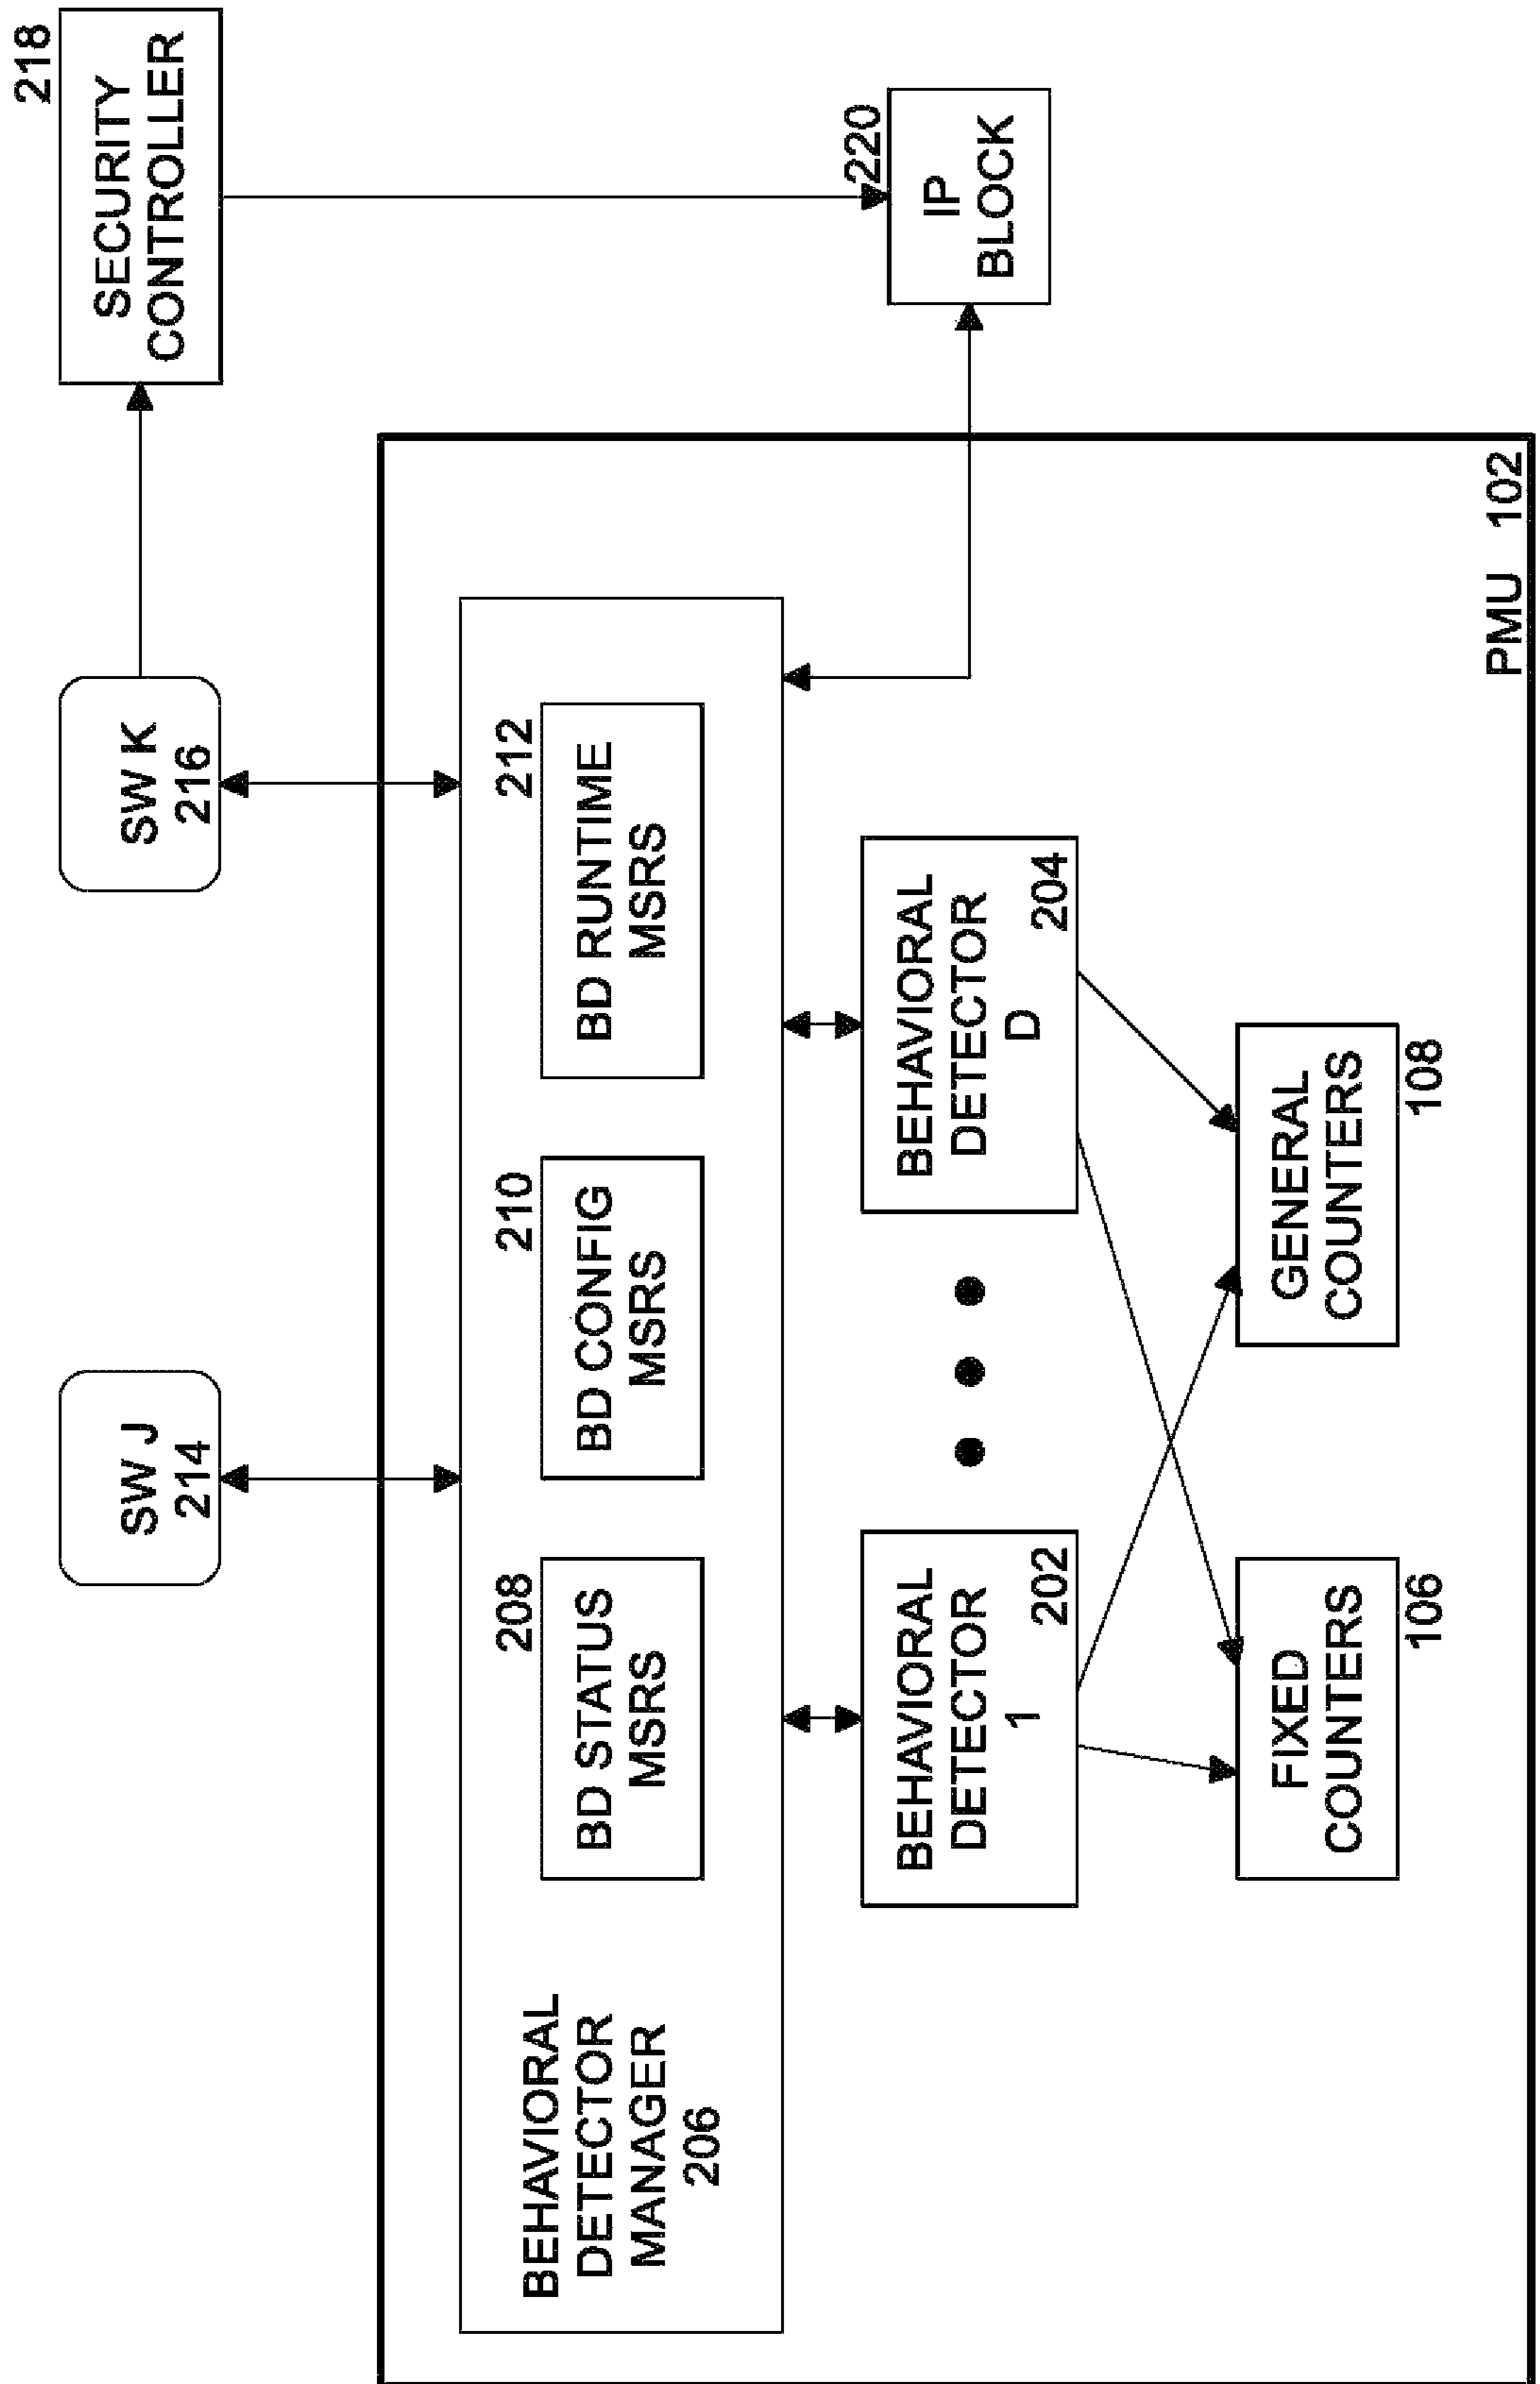 218
SECURITY
CONTROLLER
SW J
214
SW K
216
220
IP
BLOCK
BEHAVIORAL
DETECTOR
MANAGER
206
208
BD STATUS
MSRS
210
BD CONFIG
MSRS
212
BD RUNTIME
MSRS
BEHAVIORAL
DETECTOR
1
202
BEHAVIORAL
DETECTOR
D
204
FIXED
COUNTERS
106
GENERAL
COUNTERS
108
PMU 102